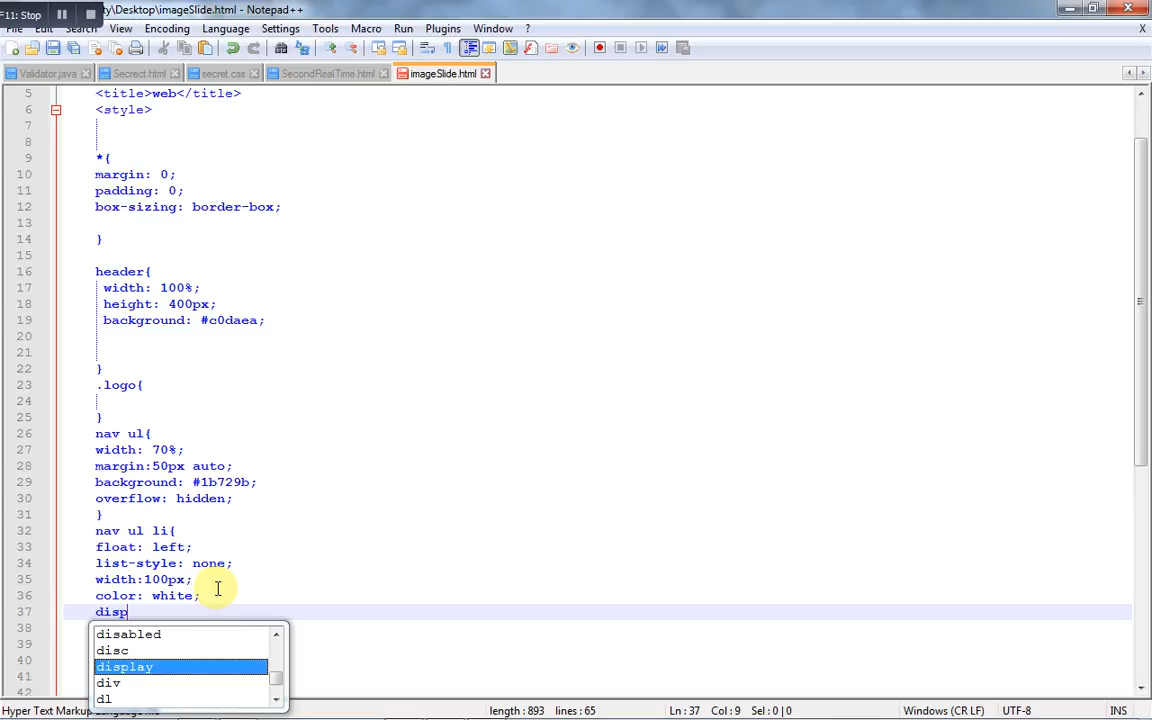 F11: Stop
ty\Desktop\imageSlide.html - Notepad++
File Edit Search View Encoding Language Settings Tools Macro Run Plugins Window ? X
Validator.java Secrect html secret css SecondRealTime.html imageSlide.html
5 <title>web</title>
6 <style>
7
8
9 *{
10 margin: 0;
11 padding: 0;
12 box-sizing: border-box;
13
14 }
15
16 header{
17 width: 100%;
18 height: 400px;
19 background: #c0daea;
20
21
22 }
23 .logo{
24
25 }
26 nav ul{
27 width: 70%;
28 margin:50px auto;
29 background: #1b729b;
30 overflow: hidden;
31 }
32 nav ul li{
33 float: left;
34 list-style: none;
35 width:100px;
36 color: white;
37 disp
38 disabled
39 disc
40 display
41 div
42 dl
Hyper Text Markup Language file length : 893 lines : 65 Ln : 37 Col : 9 Sel : 0 | 0 Windows (CR LF) UTF-8 INS